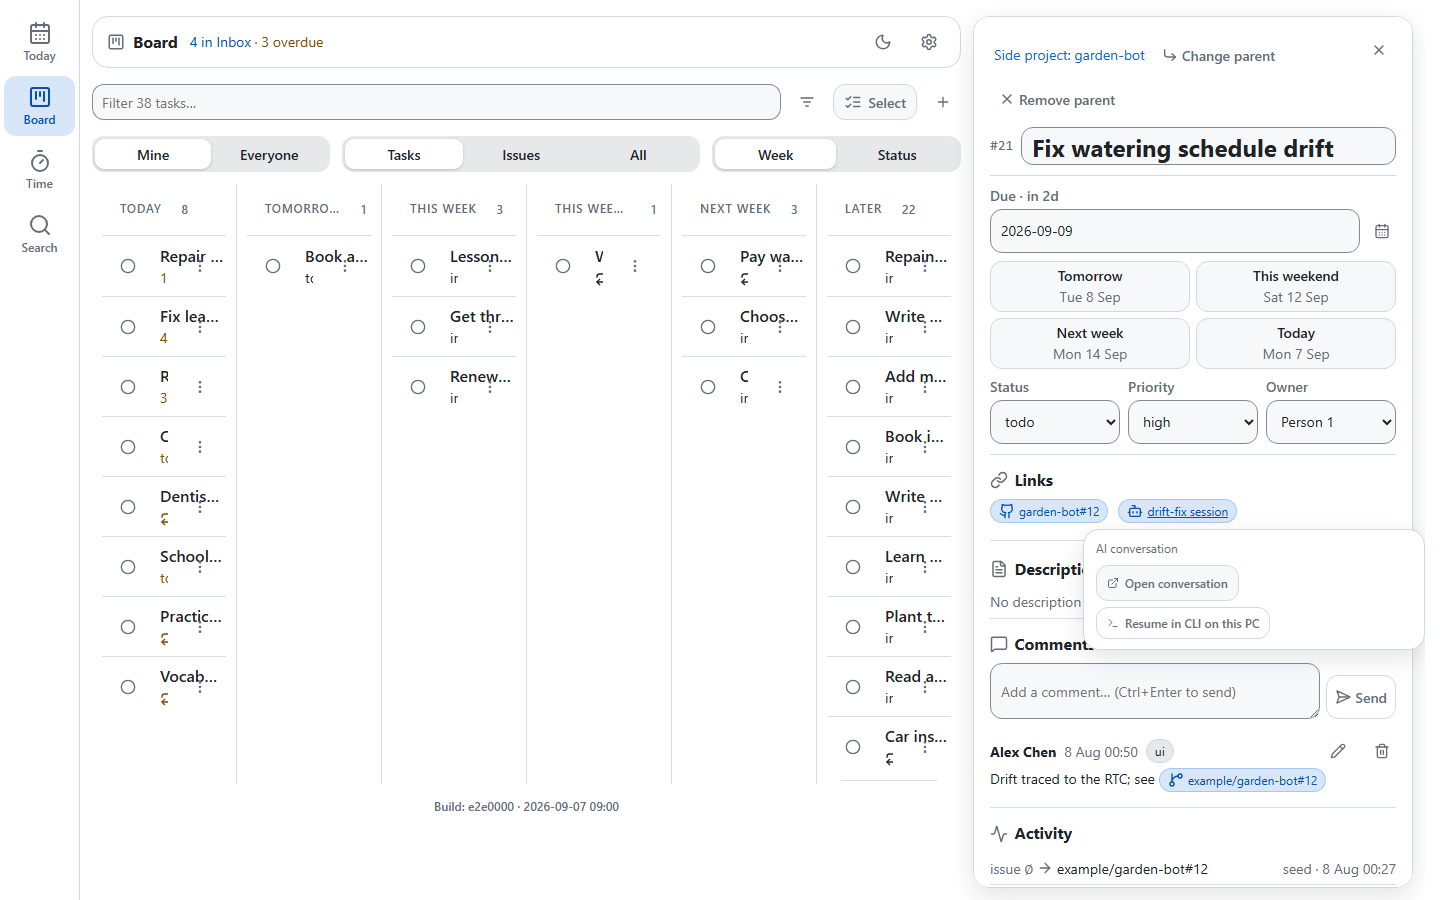 Today
Board
Time
Search
Board 4 in Inbox · 3 overdue
Filter 38 tasks...
Select
Mine Everyone
Tasks Issues All
Week Status
TODAY 8
Repair ...
1
Fix lea...
4
R
3
C
Dentis...
School...
Practic...
Vocab...
TOMORRO... 1
Book a...
THIS WEEK 3
Lesson...
Get thr...
Renew...
THIS WEE... 1
NEXT WEEK 3
Pay wa...
Choos...
C
LATER 22
Repain...
Write ...
Add m...
Book i...
Write ...
Learn ...
Plant t...
Read a...
Car ins...
Build: e2e0000 · 2026-09-07 09:00
Side project: garden-bot Change parent
Remove parent
#21 Fix watering schedule drift
Due · in 2d
2026-09-09
Tomorrow
Tue 8 Sep
This weekend
Sat 12 Sep
Next week
Mon 14 Sep
Today
Mon 7 Sep
Status Priority Owner
todo high Person 1
Links
garden-bot#12 drift-fix session
AI conversation
Open conversation
Resume in CLI on this PC
Descripti
No description
Comments
Add a comment... (Ctrl+Enter to send)
Send
Alex Chen 8 Aug 00:50 ui
Drift traced to the RTC; see example/garden-bot#12
Activity
issue ∅ → example/garden-bot#12 seed · 8 Aug 00:27